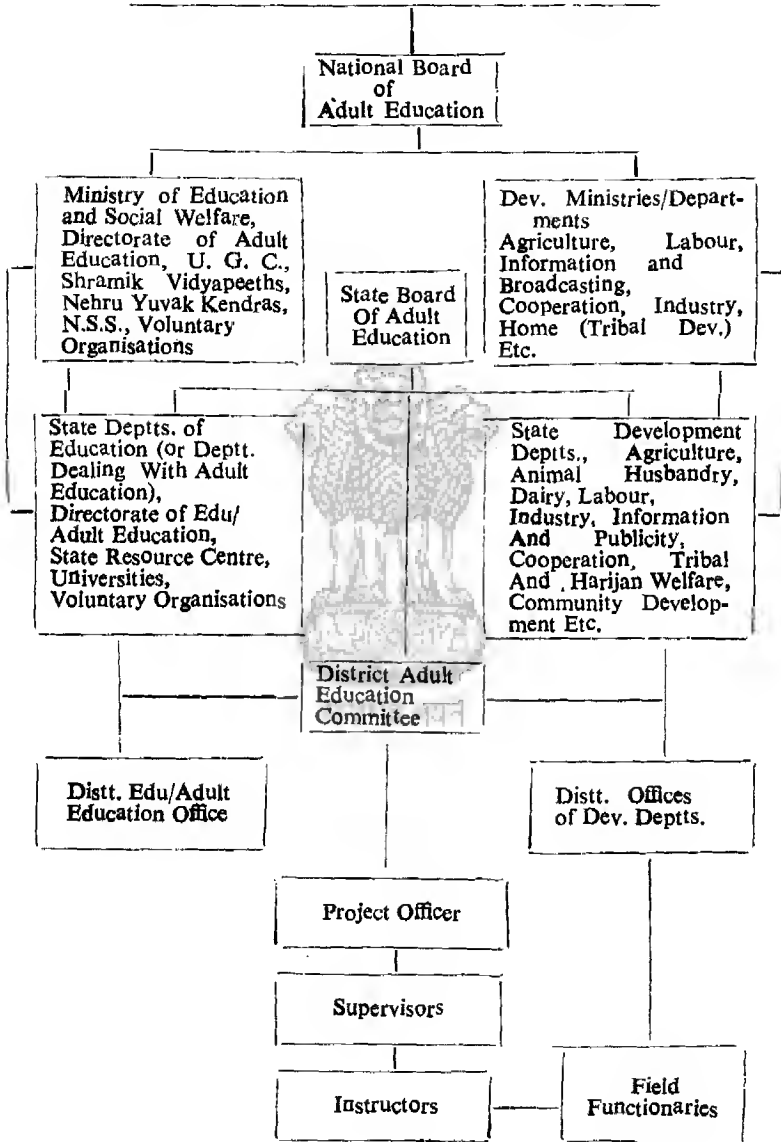 National Board
of
Adult Education
Ministry of Education
and Social Welfare,
Directorate of Adult
Education, U. G. C.,
Shramik Vidyapeeths,
Nehru Yuvak Kendras,
N.S.S., Voluntary
Organisations
State Board
Of Adult
Education
Dev. Ministries/Depart-
ments
Agriculture, Labour,
Information and
Broadcasting,
Cooperation, Industry,
Home (Tribal Dev.)
Etc.
State Deptts. of
Education (or Deptt.
Dealing With Adult
Education),
Directorate of Edu/
Adult Education,
State Resource Centre,
Universities,
Voluntary Organisations
State Development
Deptts., Agriculture,
Animal Husbandry,
Dairy, Labour,
Industry, Information
And Publicity,
Cooperation, Tribal
And , Harijan Welfare,
Community Develop-
ment Etc.
District Adult
Education
Committee
Distt. Edu/Adult
Education Office
Distt. Offices
of Dev. Deptts.
Project Officer
Supervisors
Instructors
Field
Functionaries